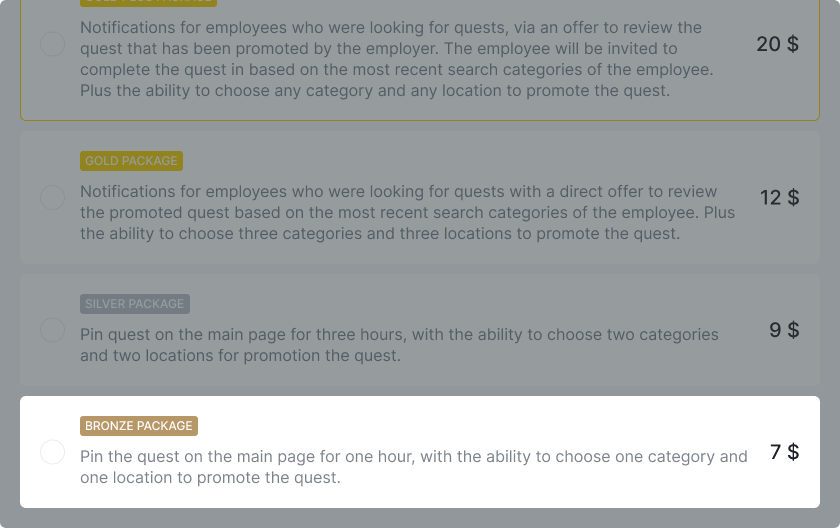 GOLD PLUS PACKAGE
Notifications for employees who were looking for quests, via an offer to review the
quest that has been promoted by the employer. The employee will be invited to
complete the quest in based on the most recent search categories of the employee.
Plus the ability to choose any category and any location to promote the quest.
20 $
GOLD PACKAGE
Notifications for employees who were looking for quests with a direct offer to review
the promoted quest based on the most recent search categories of the employee. Plus
the ability to choose three categories and three locations to promote the quest.
12 $
SILVER PACKAGE
Pin quest on the main page for three hours, with the ability to choose two categories
and two locations for promotion the quest.
9 $
BRONZE PACKAGE
Pin the quest on the main page for one hour, with the ability to choose one category and
one location to promote the quest.
7 $